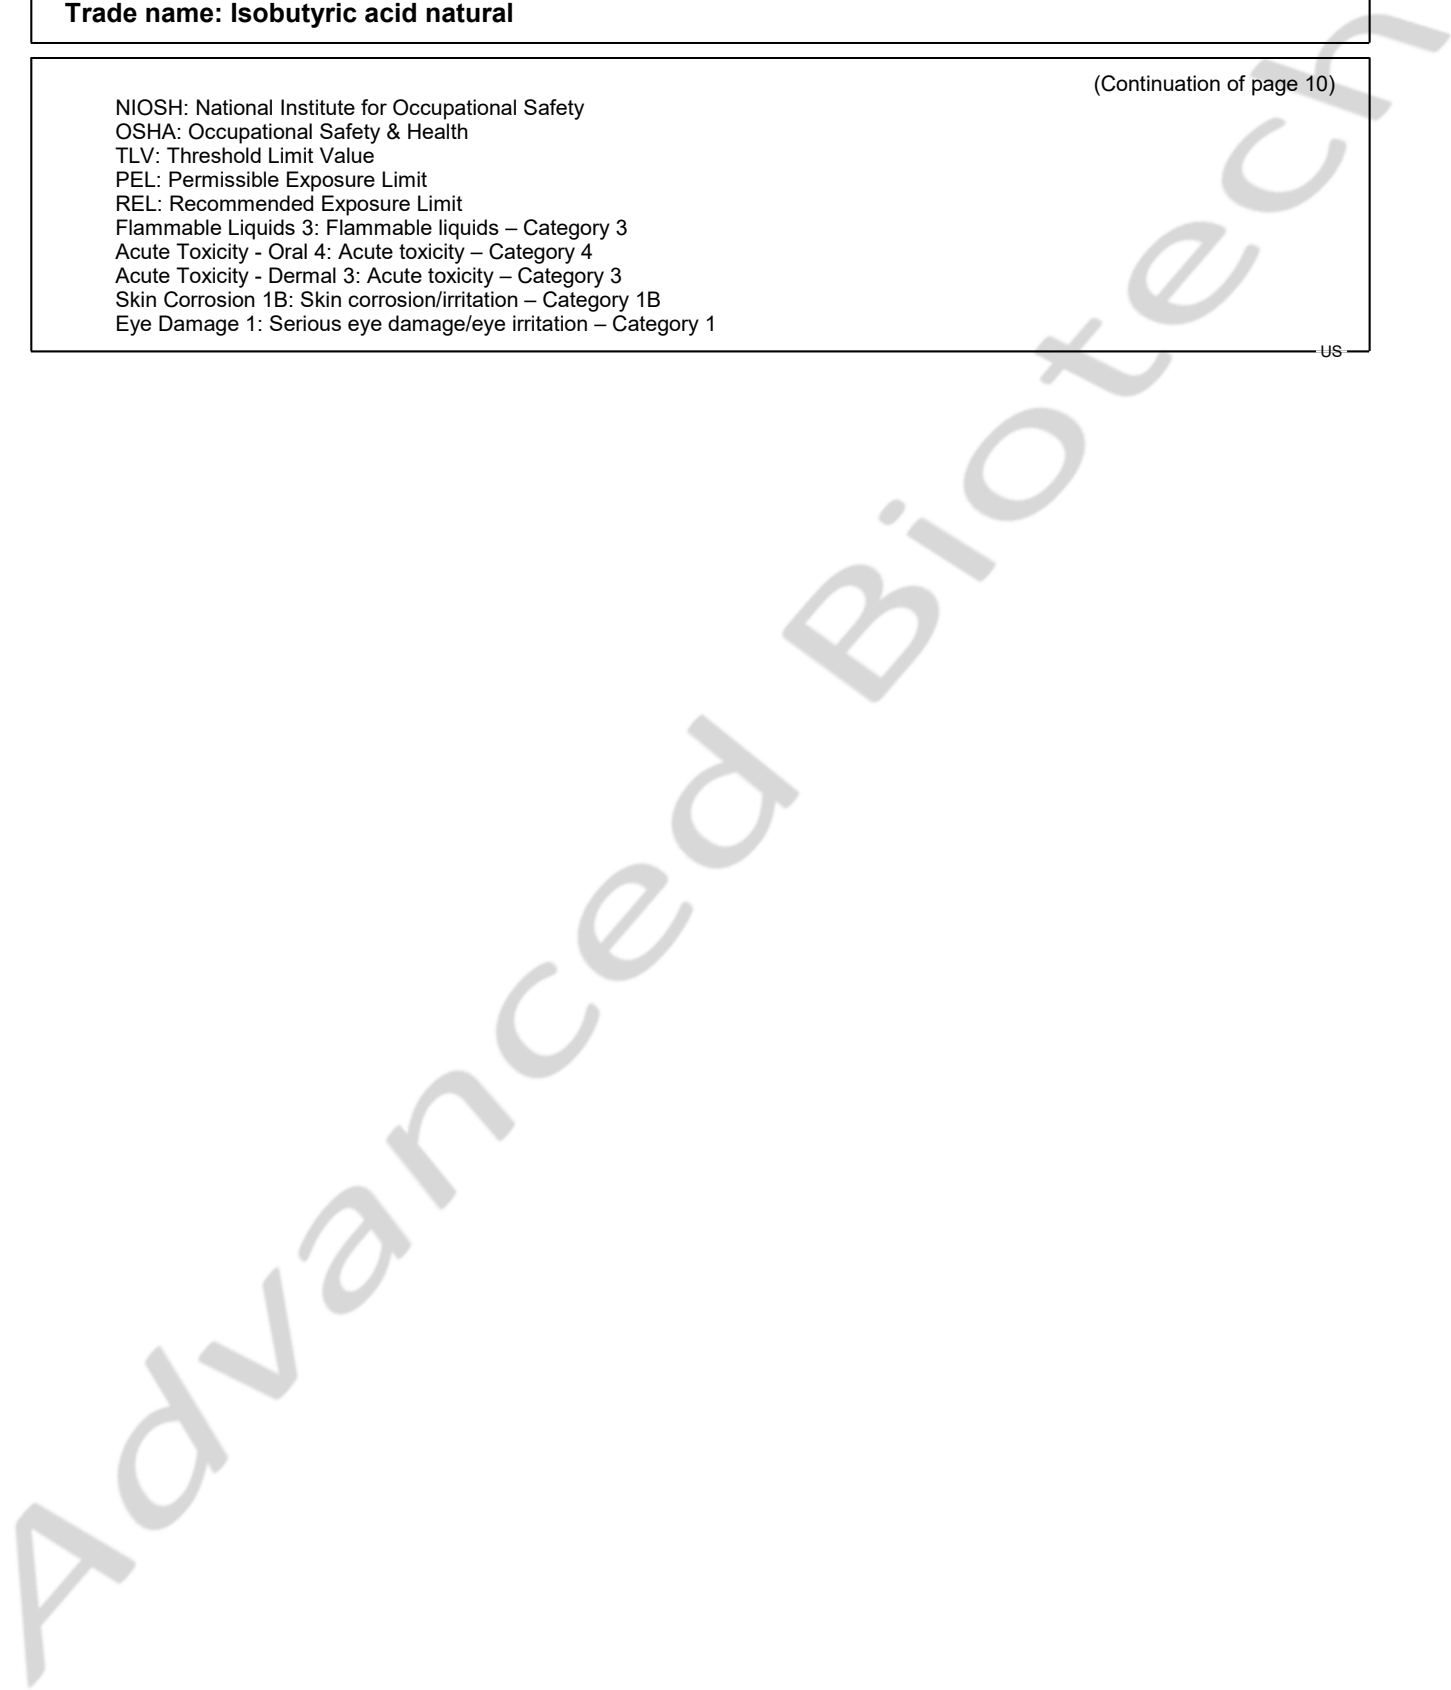 Trade name: Isobutyric acid natural
(Continuation of page 10)
NIOSH: National Institute for Occupational Safety
OSHA: Occupational Safety & Health
TLV: Threshold Limit Value
PEL: Permissible Exposure Limit
REL: Recommended Exposure Limit
Flammable Liquids 3: Flammable liquids – Category 3
Acute Toxicity - Oral 4: Acute toxicity – Category 4
Acute Toxicity - Dermal 3: Acute toxicity – Category 3
Skin Corrosion 1B: Skin corrosion/irritation – Category 1B
Eye Damage 1: Serious eye damage/eye irritation – Category 1
US
Advanced Biotech